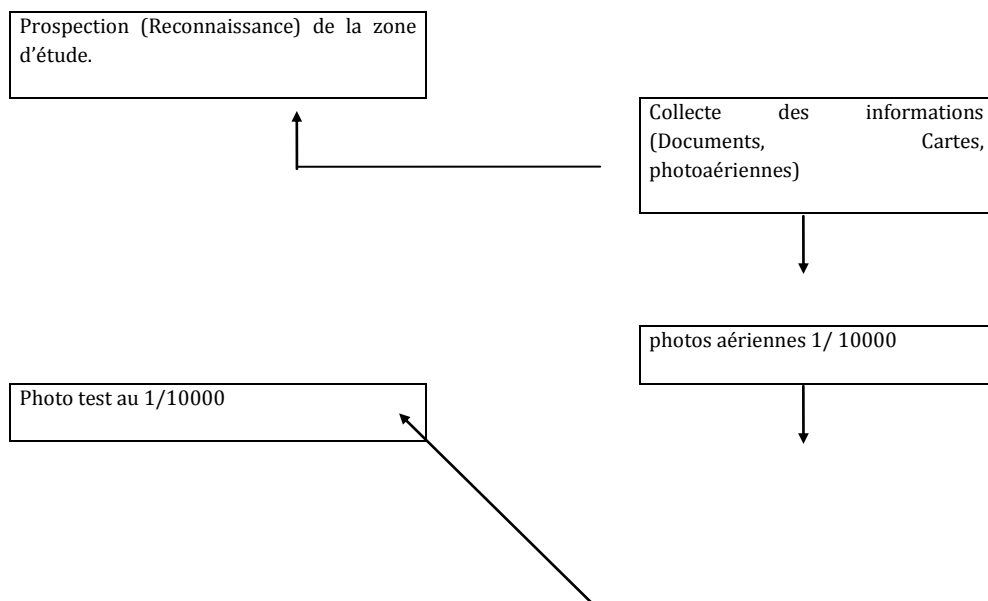 Prospection (Reconnaissance) de la zone
d’étude.
Collecte des informations
(Documents, Cartes,
photoaériennes)
photos aériennes 1/ 10000
Photo test au 1/10000